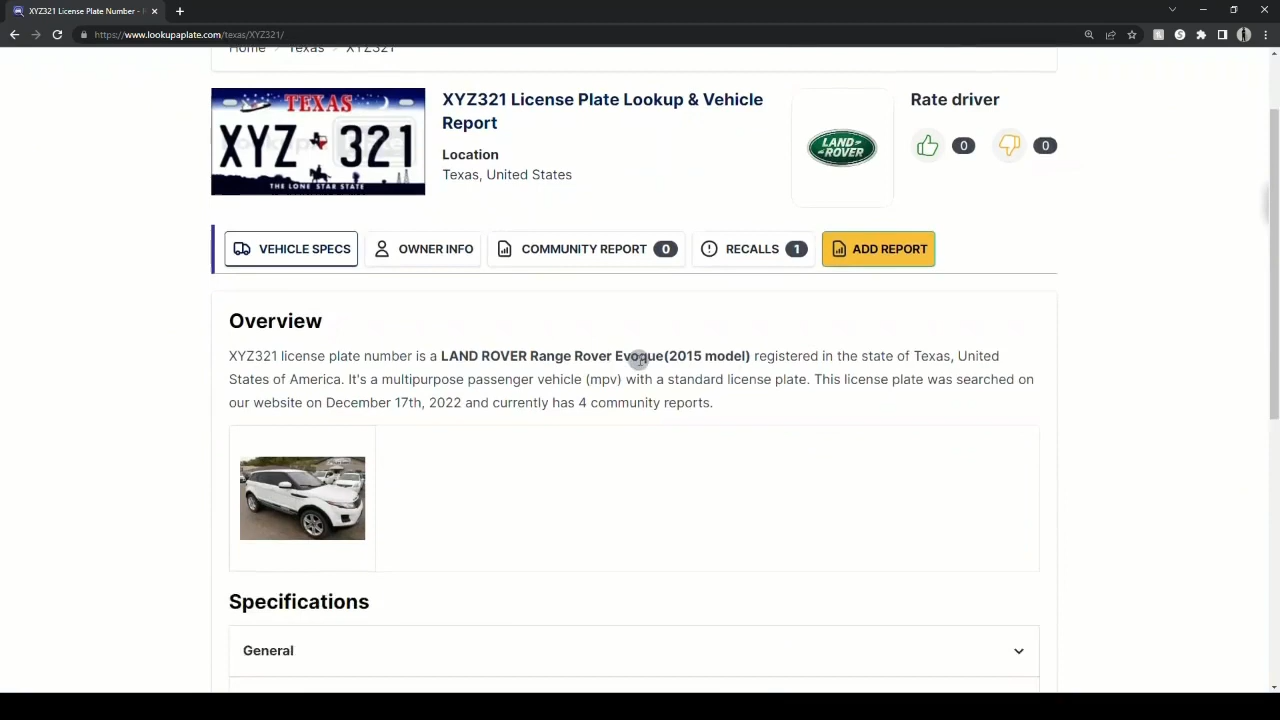 XYZ321 License Plate Number -
https://www.lookupaplate.com/texas/XYZ321/
Home Texas XYZ321
TEXAS
XYZ 321
THE LONE STAR STATE
XYZ321 License Plate Lookup & Vehicle
Report
Location
Texas, United States
LAND
ROVER
Rate driver
0 0
VEHICLE SPECS OWNER INFO COMMUNITY REPORT 0 RECALLS 1 ADD REPORT
Overview
XYZ321 license plate number is a LAND ROVER Range Rover Evoque(2015 model) registered in the state of Texas, United
States of America. It's a multipurpose passenger vehicle (mpv) with a standard license plate. This license plate was searched on
our website on December 17th, 2022 and currently has 4 community reports.
Specifications
General